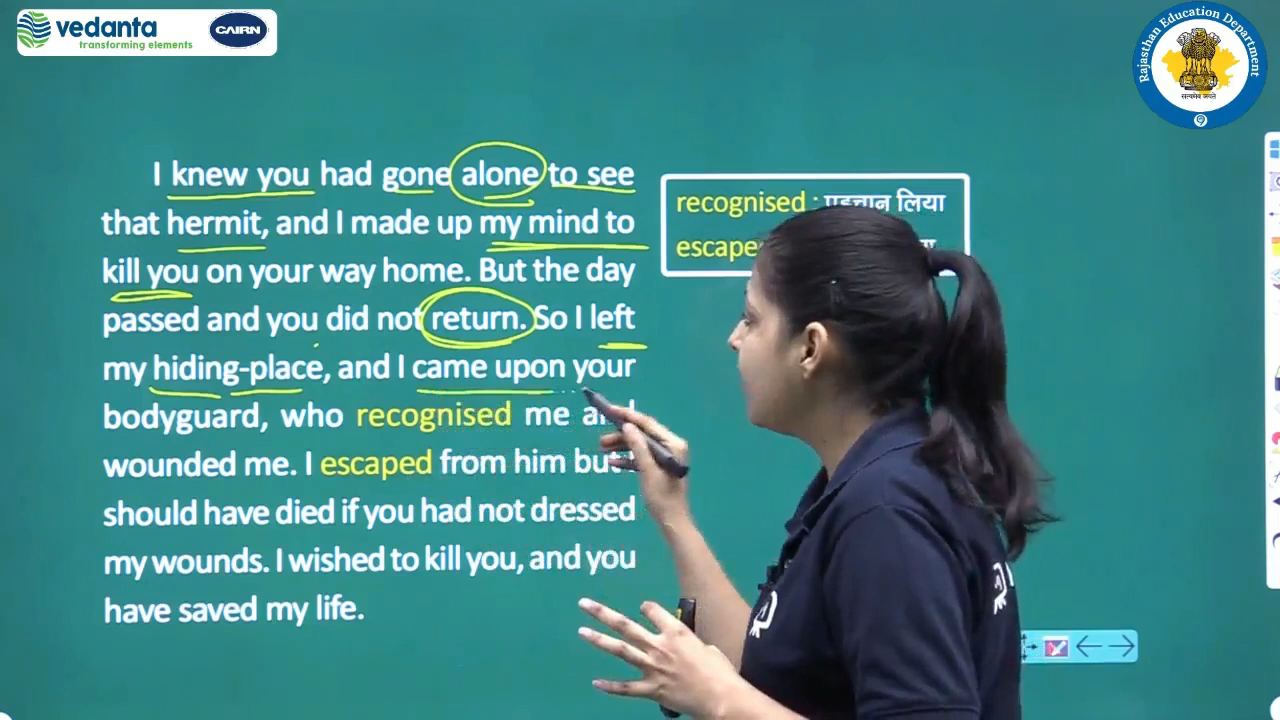 vedanta
transforming elements
CAIRN
Rajasthan Education Department
सत्यमेव जयते
I knew you had gone alone to see
that hermit, and I made up my mind to
kill you on your way home. But the day
passed and you did not return. So I left
my hiding-place, and I came upon your
bodyguard, who recognised me and
wounded me. I escaped from him but I
should have died if you had not dressed
my wounds. I wished to kill you, and you
have saved my life.
recognised : पहचान लिया